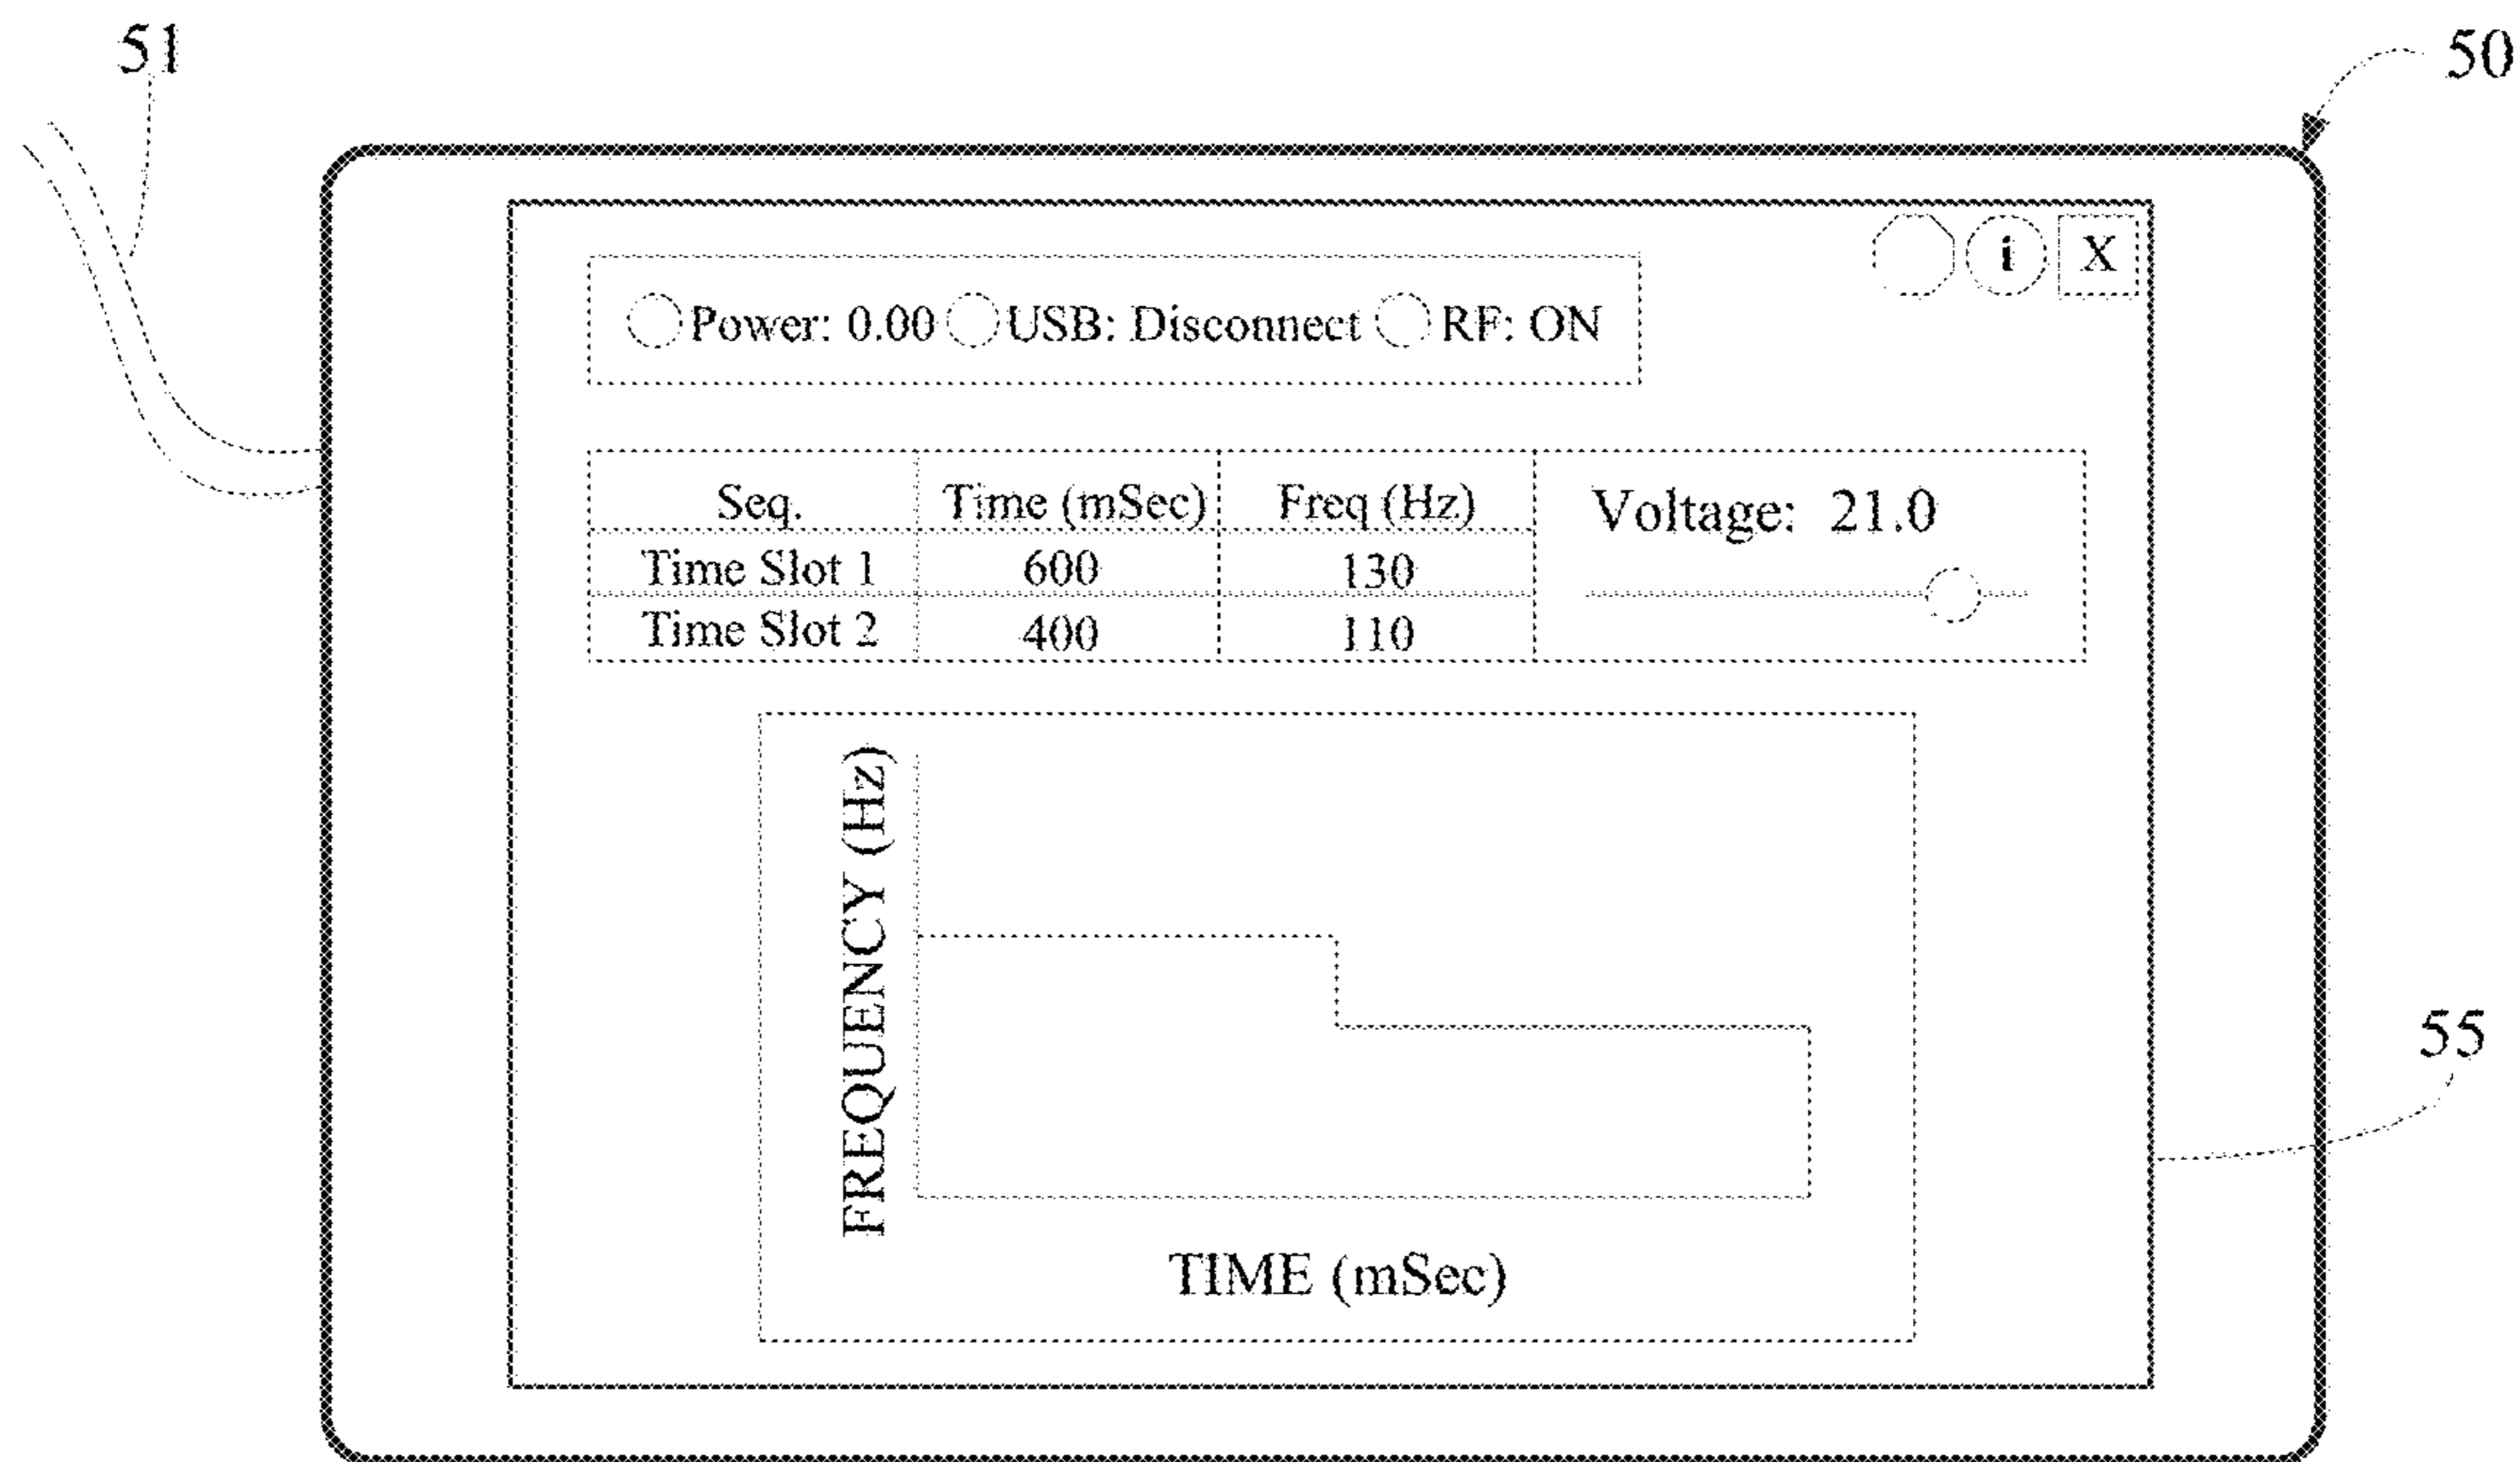 51
50
i X
Power: 0.00 USB: Disconnect RF: ON
Seq. Time (mSec) Freq (Hz) Voltage: 21.0
Time Slot 1 600 130
Time Slot 2 400 110
FREQUENCY (Hz)
55
TIME (mSec)